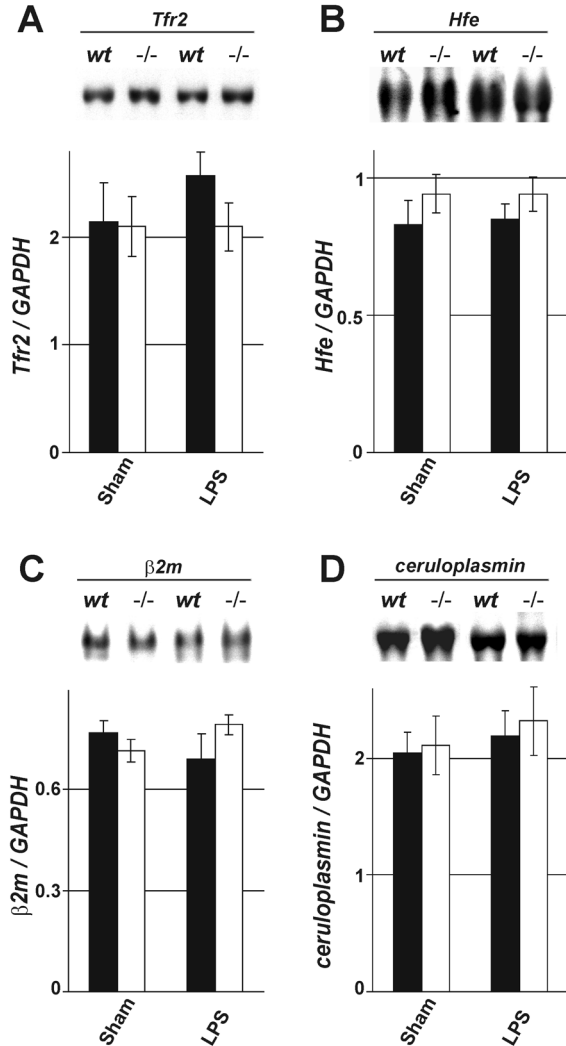 A
Tfr2
wt -/- wt -/-
Tfr2 / GAPDH
2
1
0
Sham
LPS
B
Hfe
wt -/- wt -/-
Hfe / GAPDH
1
0.5
0
Sham
LPS
C
β2m
wt -/- wt -/-
β2m / GAPDH
0.6
0.3
0
Sham
LPS
D
ceruloplasmin
wt -/- wt -/-
ceruloplasmin / GAPDH
2
1
0
Sham
LPS